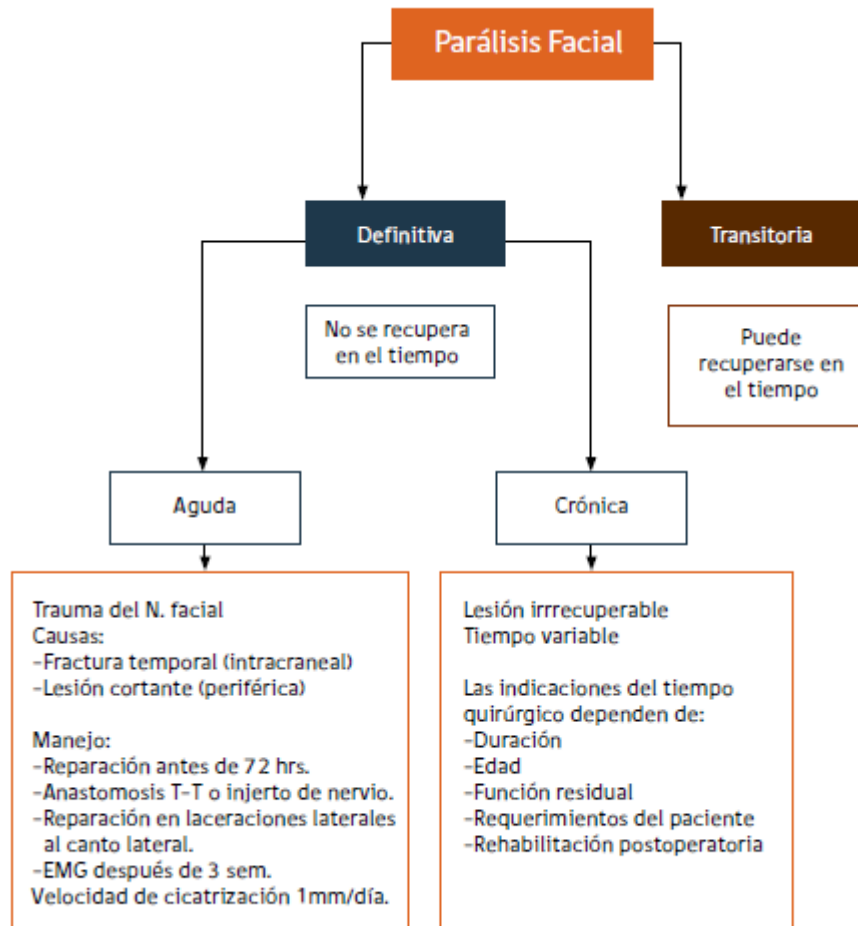 Parálisis Facial
Definitiva
Transitoria
No se recupera
en el tiempo
Puede
recuperarse en
el tiempo
Aguda
Crónica
Trauma del N. facial
Causas:
-Fractura temporal (intracraneal)
-Lesión cortante (periférica)
Manejo:
-Reparación antes de 72 hrs.
-Anastomosis T-T o injerto de nervio.
-Reparación en laceraciones laterales
al canto lateral.
-EMG después de 3 sem.
Velocidad de cicatrización 1mm/día.
Lesión irrrecuperable
Tiempo variable
Las indicaciones del tiempo
quirúrgico dependen de:
-Duración
-Edad
-Función residual
-Requerimientos del paciente
-Rehabilitación postoperatoria